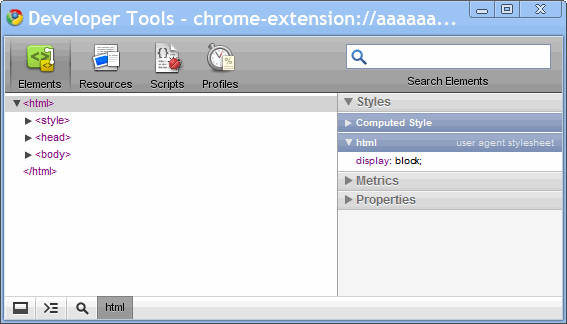 Developer Tools - chrome-extension://aaaaaa...
Elements Resources Scripts Profiles Search Elements
<html>
<style>
<head>
<body>
</html>
Styles
Computed Style
html user agent stylesheet
display: block;
Metrics
Properties
html